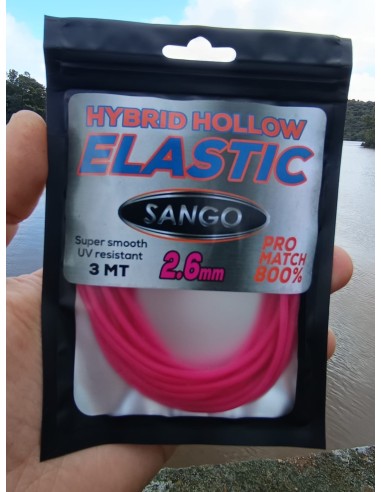 HYBRID HOLLOW
ELASTIC
SANGO
Super smooth
UV resistant
3 MT
2.6mm
PRO
MATCH
800%